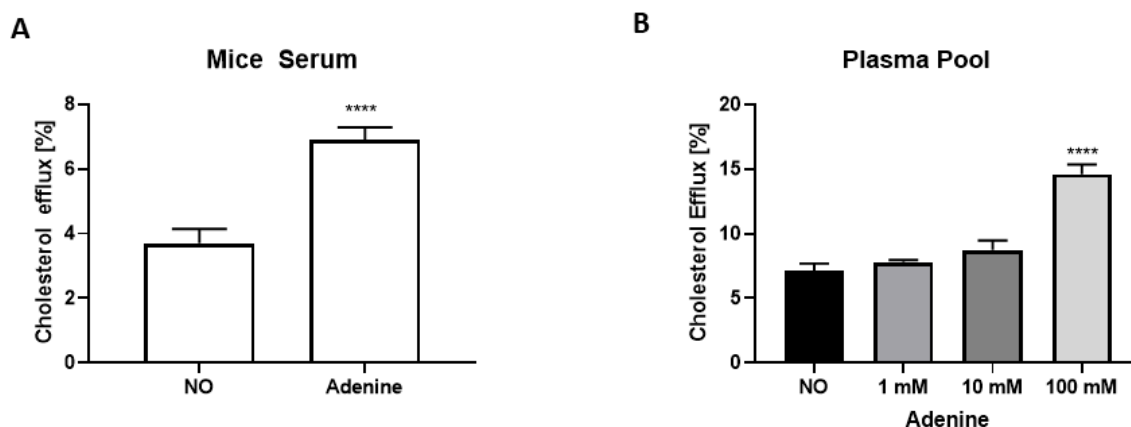 A
Mice Serum
Cholesterol efflux [%]
8
6
4
2
0
****
NO Adenine
B
Plasma Pool
Cholesterol Efflux [%]
20
15
10
5
0
****
NO 1 mM 10 mM 100 mM
Adenine